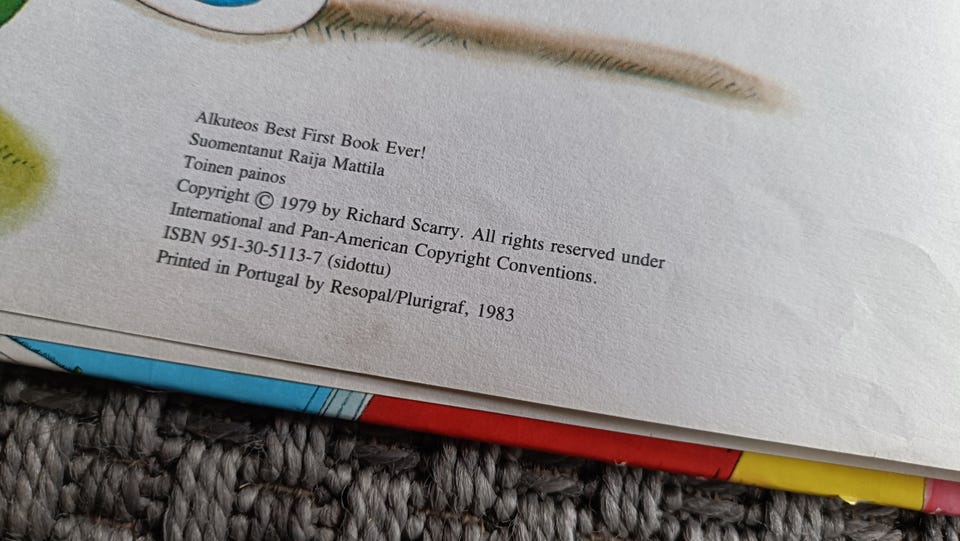 Alkuteos Best First Book Ever!
Suomentanut Raija Mattila
Toinen painos
Copyright © 1979 by Richard Scarry. All rights reserved under
International and Pan-American Copyright Conventions.
ISBN 951-30-5113-7 (sidottu)
Printed in Portugal by Resopal/Plurigraf, 1983